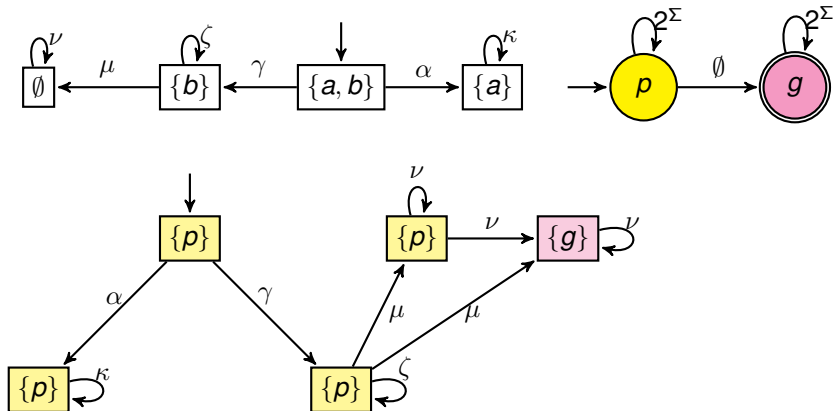 ν ζ κ 2^Σ 2^Σ
∅ μ {b} γ {a, b} α {a} p ∅ g
ν
{p} {p} ν {g} ν
α γ μ μ
{p} κ {p} ζ